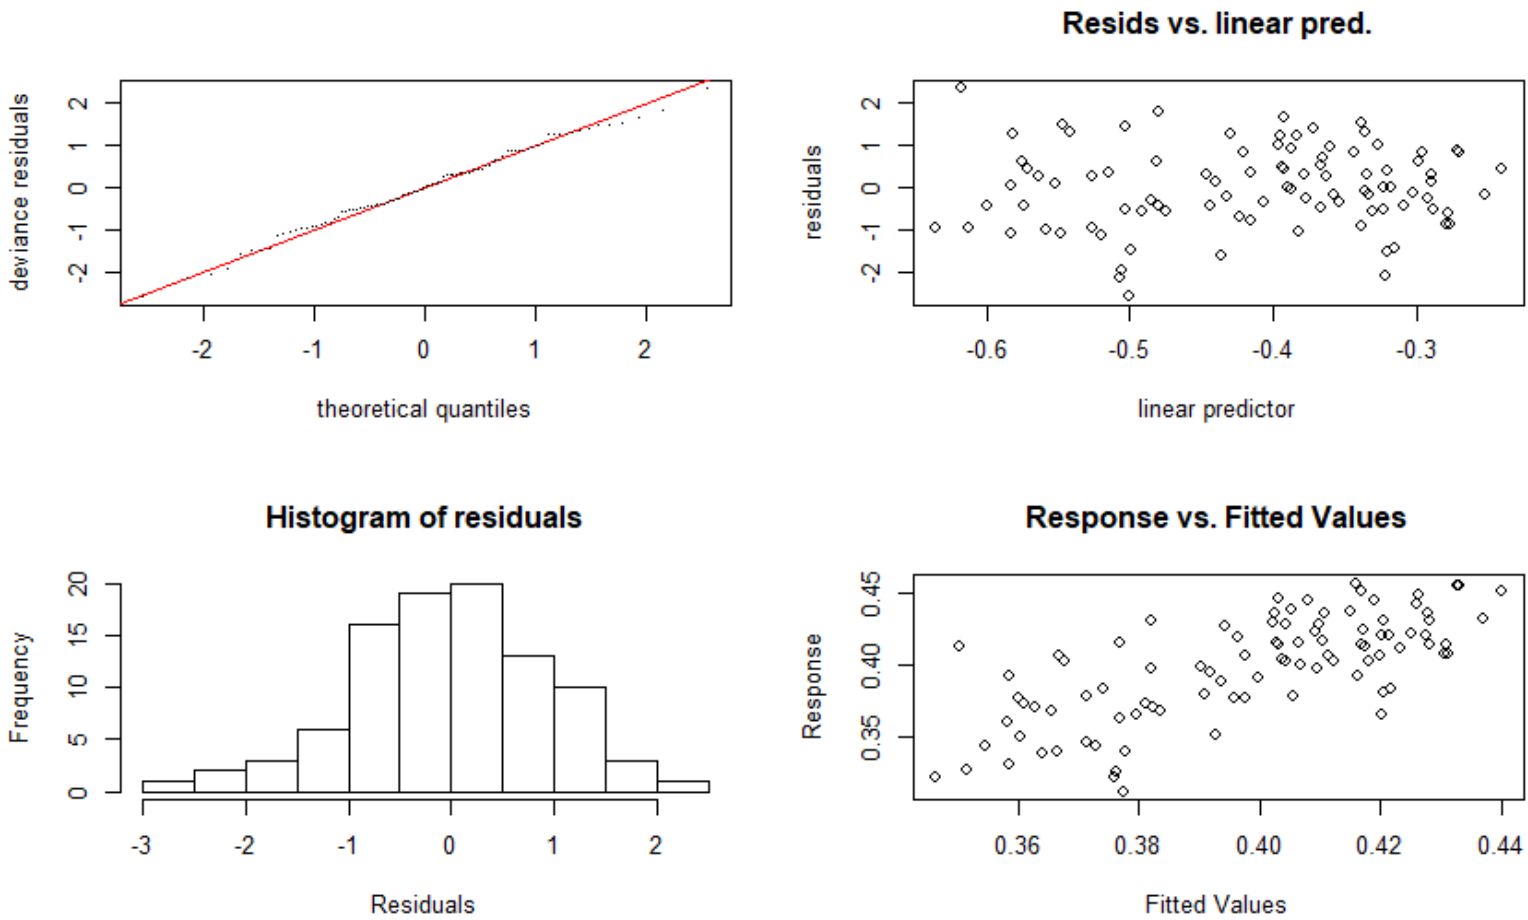 deviance residuals
2
1
0
-1
-2
-2 -1 0 1 2
theoretical quantiles
Resids vs. linear pred.
residuals
2
1
0
-1
-2
-0.6 -0.5 -0.4 -0.3
linear predictor
Histogram of residuals
Frequency
20
15
10
5
0
-3 -2 -1 0 1 2
Residuals
Response vs. Fitted Values
Response
0.45
0.40
0.35
0.36 0.38 0.40 0.42 0.44
Fitted Values